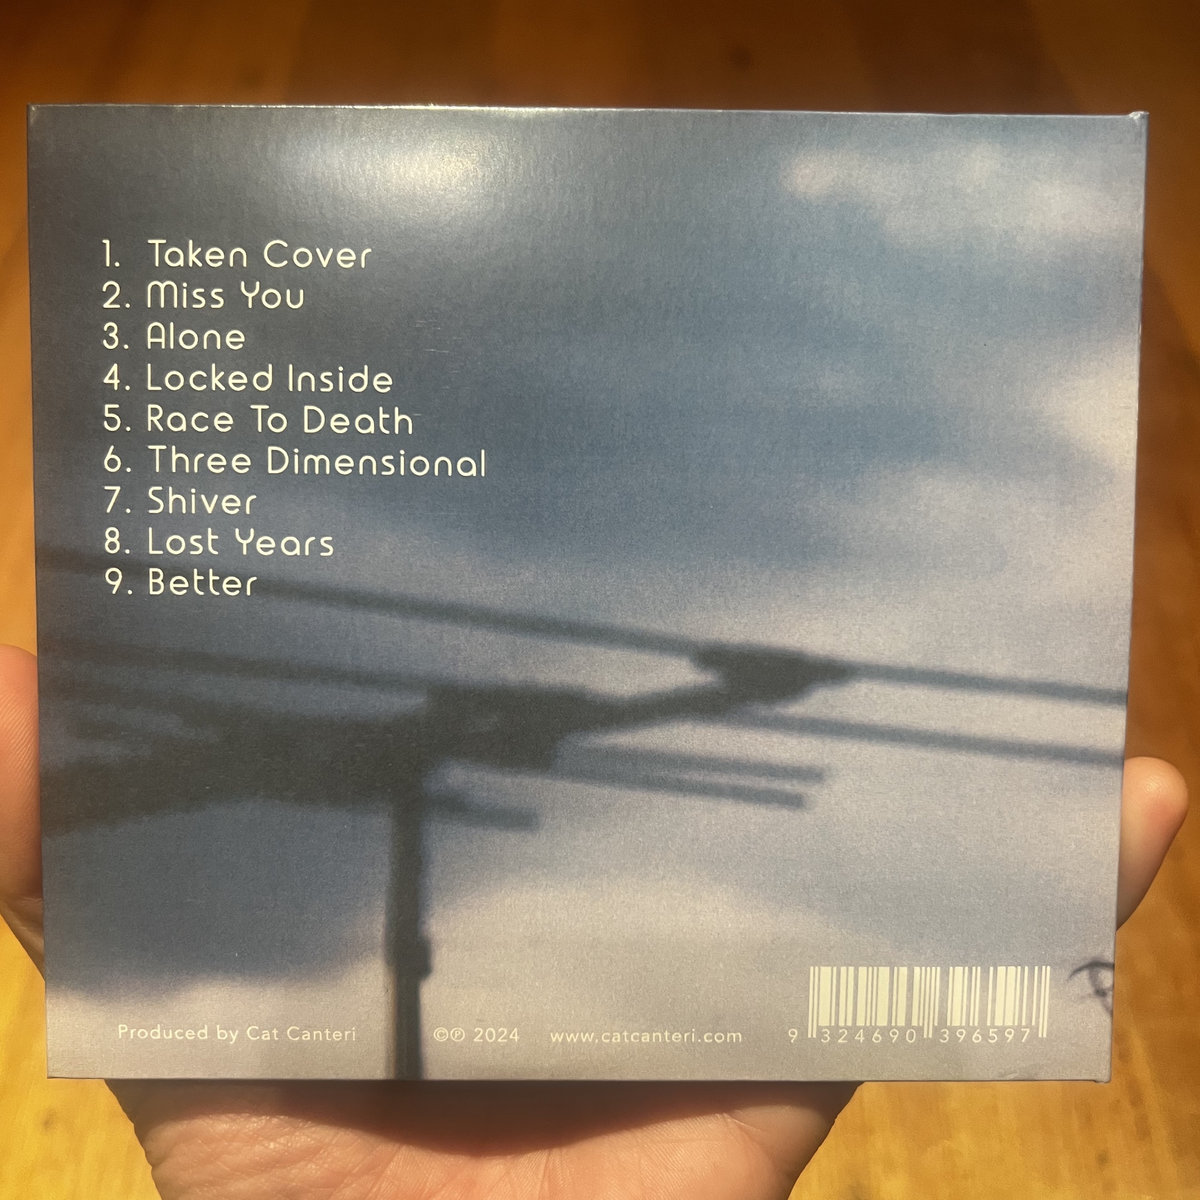 1. Taken Cover
2. Miss You
3. Alone
4. Locked Inside
5. Race To Death
6. Three Dimensional
7. Shiver
8. Lost Years
9. Better
Produced by Cat Canteri ©℗ 2024 www.catcanteri.com 9 324690 396597